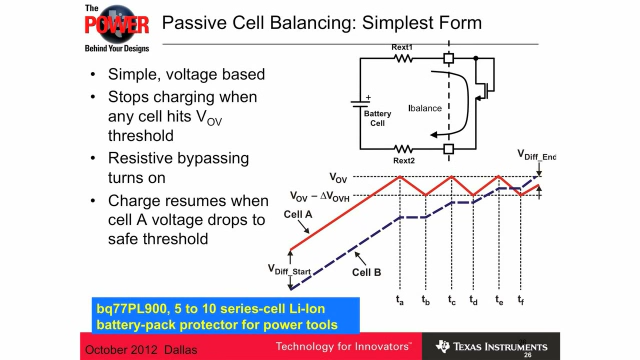 The
POWER
Behind Your Designs
Passive Cell Balancing: Simplest Form
• Simple, voltage based
• Stops charging when
any cell hits VOV
threshold
• Resistive bypassing
turns on
• Charge resumes when
cell A voltage drops to
safe threshold
Rext1
+
Battery
Cell
Ibalance
Rext2
VDiff_End
VOV
VOV – ΔVOVH
Cell A
VDiff_Start
Cell B
ta tb tc td te tf
bq77PL900, 5 to 10 series-cell Li-Ion
battery-pack protector for power tools
Technology for Innovators™
TEXAS INSTRUMENTS
26
October 2012 Dallas